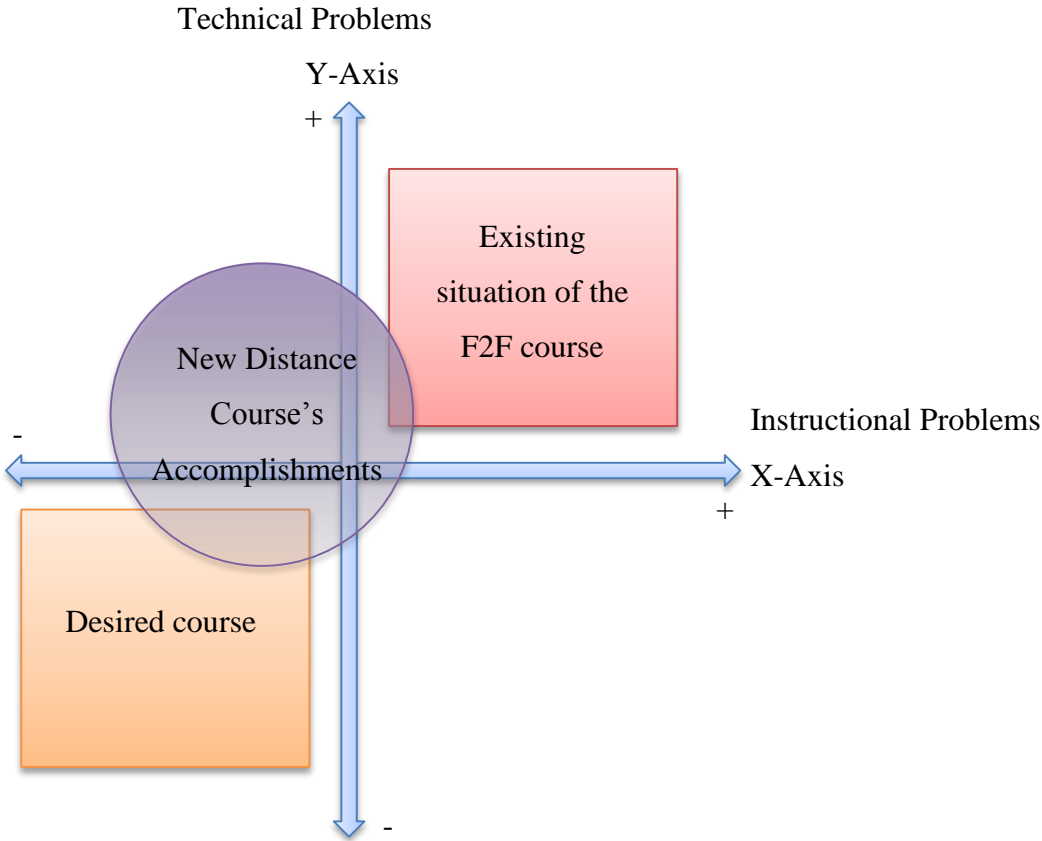 Technical Problems
Y-Axis
+
Existing
situation of the
F2F course
New Distance
Course’s
Accomplishments
-
Instructional Problems
X-Axis
+
Desired course
-